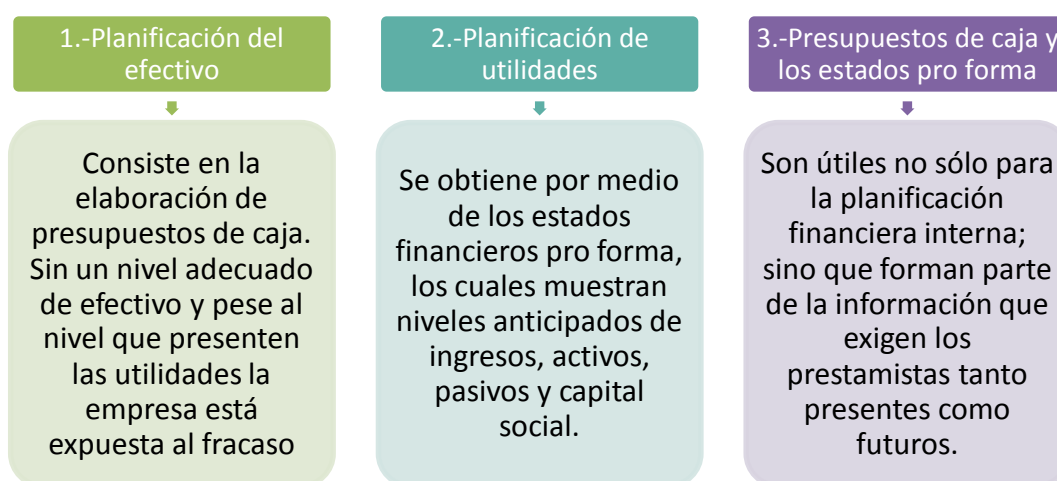 1.-Planificación del
efectivo
Consiste en la
elaboración de
presupuestos de caja.
Sin un nivel adecuado
de efectivo y pese al
nivel que presenten
las utilidades la
empresa está
expuesta al fracaso
2.-Planificación de
utilidades
Se obtiene por medio
de los estados
financieros pro forma,
los cuales muestran
niveles anticipados de
ingresos, activos,
pasivos y capital
social.
3.-Presupuestos de caja y
los estados pro forma
Son útiles no sólo para
la planificación
financiera interna;
sino que forman parte
de la información que
exigen los
prestamistas tanto
presentes como
futuros.